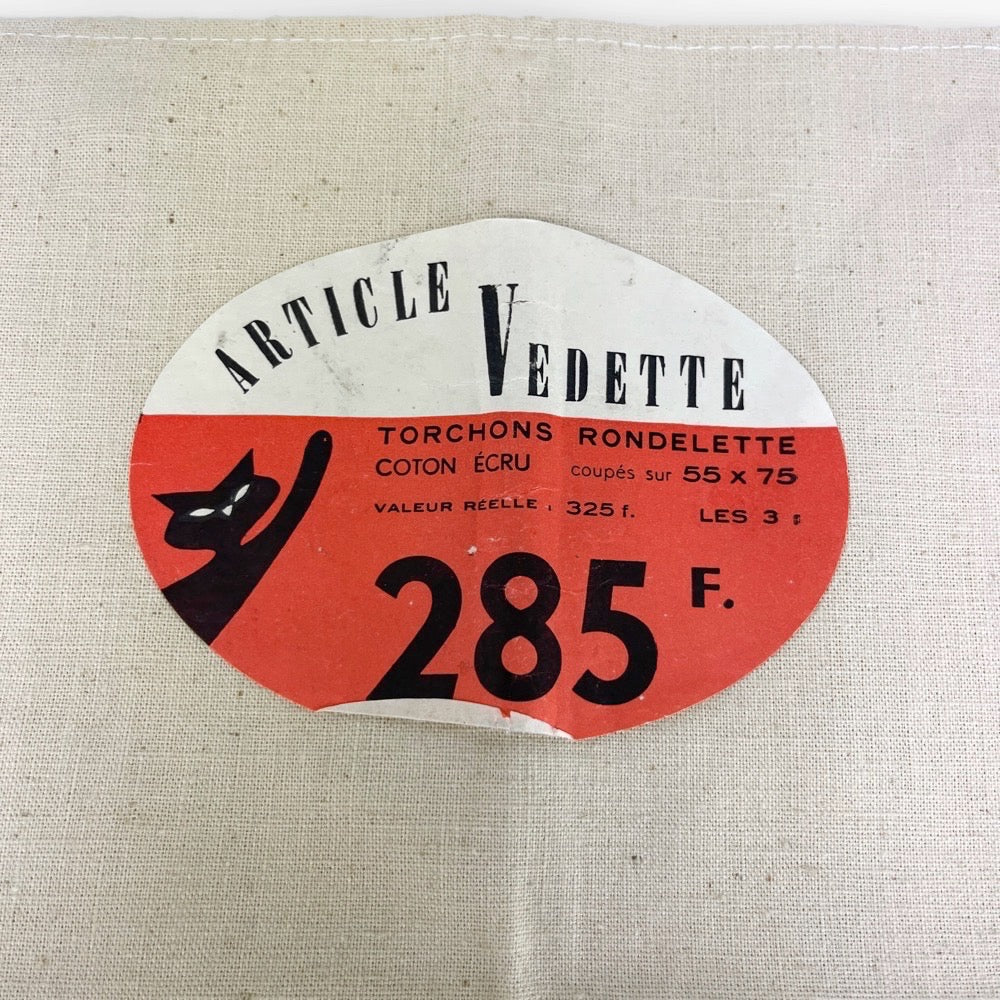 ARTICLE VEDETTE
TORCHONS RONDELETTE
COTON ÉCRU coupés sur 55 x 75
VALEUR RÉELLE : 325 f. LES 3
285 F.